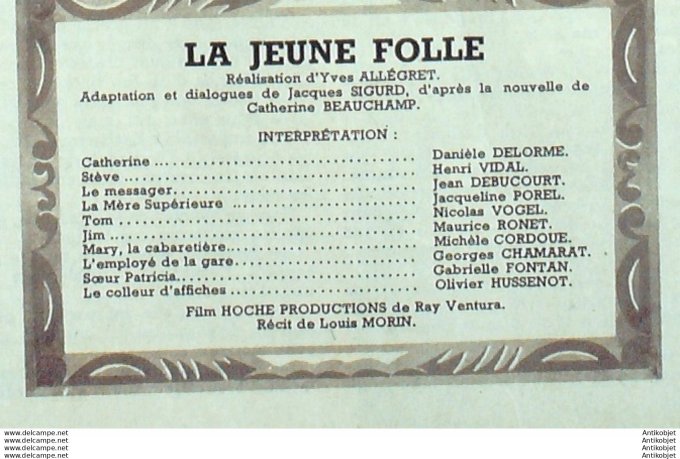 LA JEUNE FOLLE
Réalisation d'Yves ALLÉGRET.
Adaptation et dialogues de Jacques SIGURD, d'après la nouvelle de
Catherine BEAUCHAMP.
INTERPRÉTATION :
Catherine ........................................ Danièle DELORME.
Stève ........................................ Henri VIDAL.
Le messager........................................ Jean DEBUCOURT.
La Mère Supérieure ........................................ Jacqueline POREL.
Tom ........................................ Nicolas VOGEL.
Jim ........................................ Maurice RONET.
Mary, la cabaretière........................................ Michèle CORDOUE.
L'employé de la gare........................................ Georges CHAMARAT.
Sœur Patricia........................................ Gabrielle FONTAN.
Le colleur d'affiches ........................................ Olivier HUSSENOT.
Film HOCHE PRODUCTIONS de Ray Ventura.
Récit de Louis MORIN.
www.delcampe.net Antikobjet
www.delcampe.net Antikobjet
www.delcampe.net Antikobjet